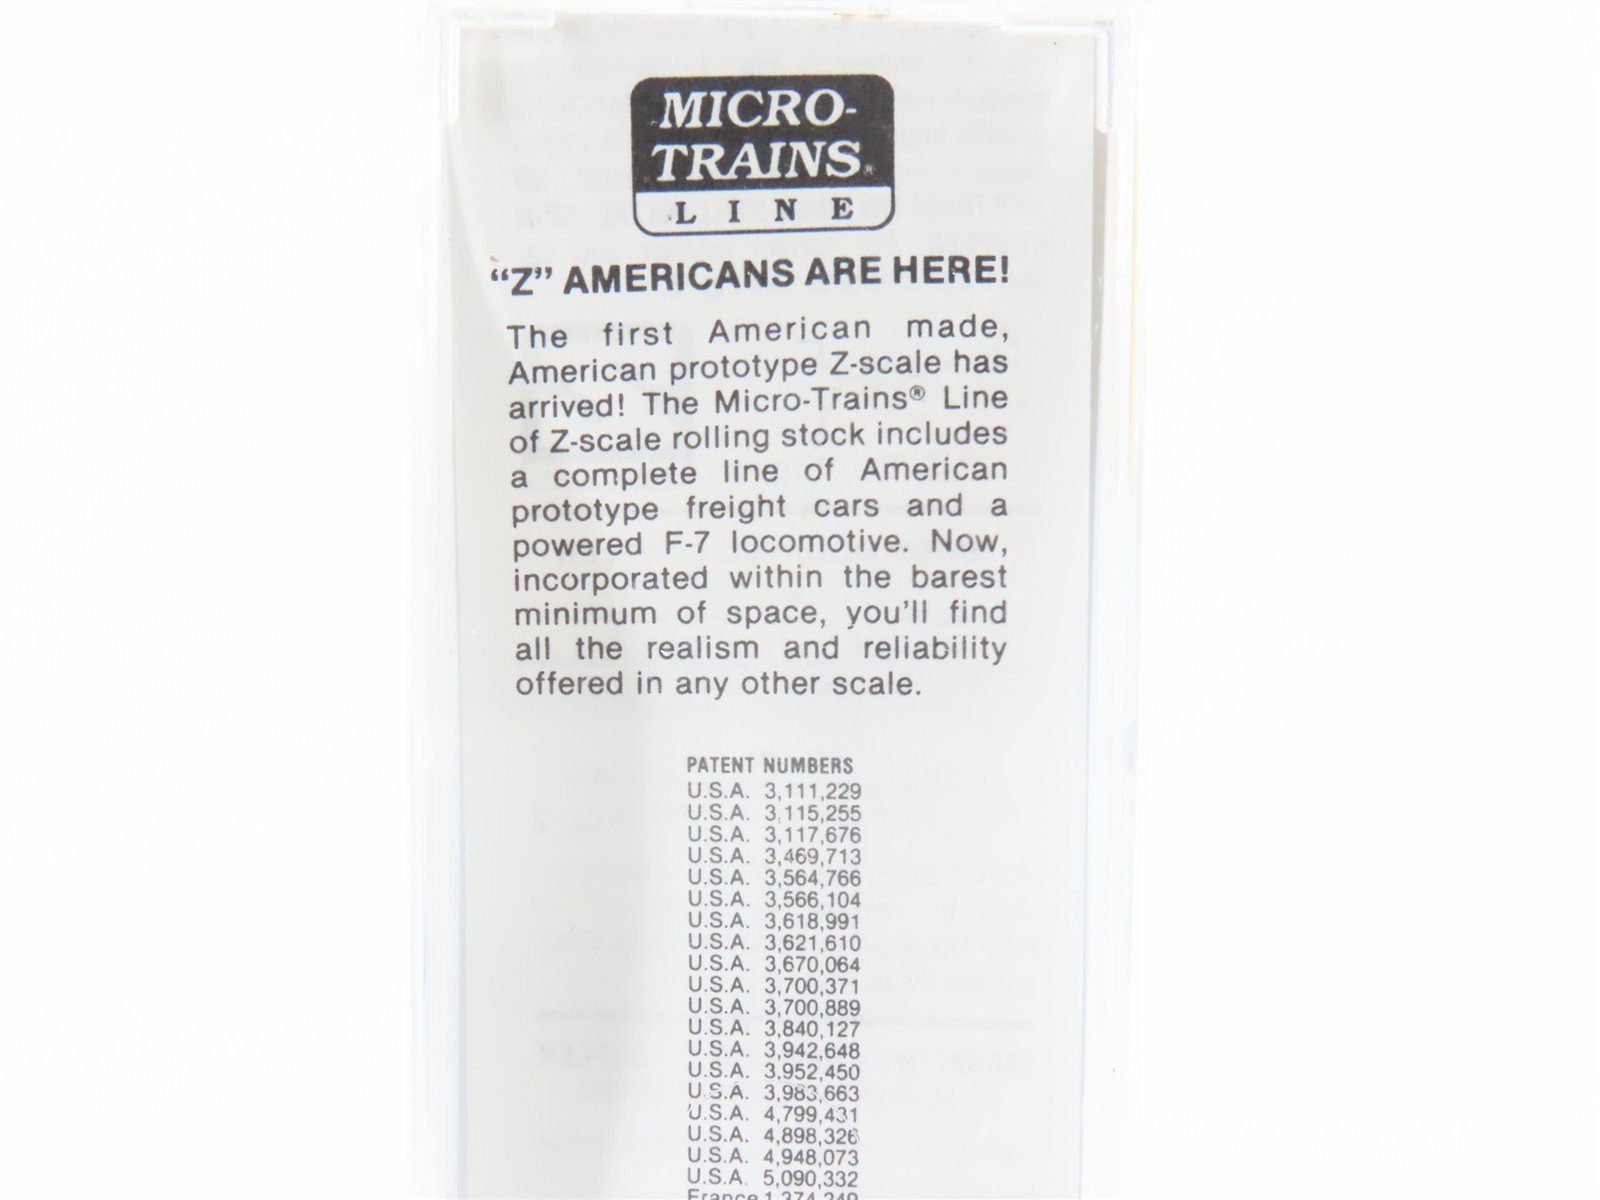 MICRO-
TRAINS®
LINE
"Z" AMERICANS ARE HERE!
The first American made,
American prototype Z-scale has
arrived! The Micro-Trains® Line
of Z-scale rolling stock includes
a complete line of American
prototype freight cars and a
powered F-7 locomotive. Now,
incorporated within the barest
minimum of space, you'll find
all the realism and reliability
offered in any other scale.
PATENT NUMBERS
U.S.A. 3,111,229
U.S.A. 3,115,255
U.S.A. 3,117,676
U.S.A. 3,469,713
U.S.A. 3,564,766
U.S.A. 3,566,104
U.S.A. 3,618,991
U.S.A. 3,621,610
U.S.A. 3,670,064
U.S.A. 3,700,371
U.S.A. 3,700,889
U.S.A. 3,840,127
U.S.A. 3,942,648
U.S.A. 3,952,450
U.S.A. 3,983,663
U.S.A. 4,799,431
U.S.A. 4,898,326
U.S.A. 4,948,073
U.S.A. 5,090,332
France 1,374,249